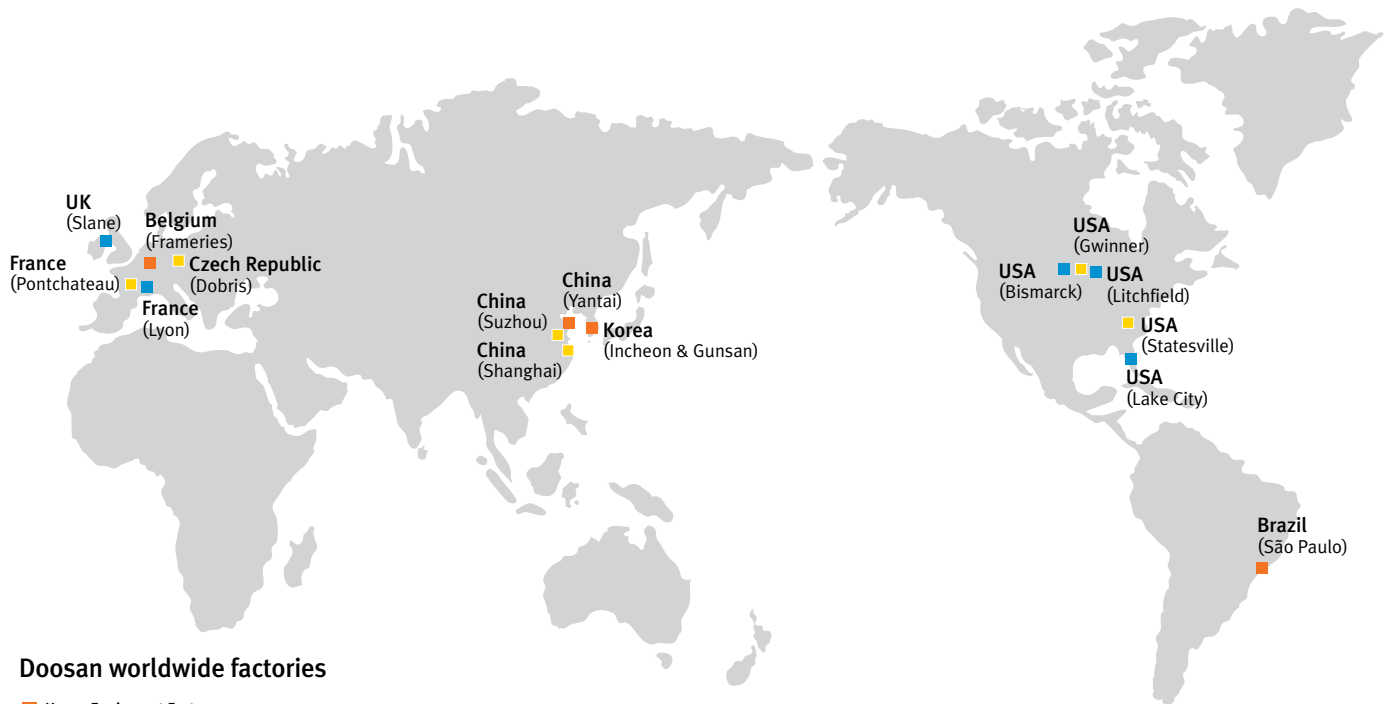 UK
(Slane)
Belgium
(Frameries)
France
(Pontchateau)
Czech Republic
(Dobris)
France
(Lyon)
China
(Yantai)
China
(Suzhou)
Korea
(Incheon & Gunsan)
China
(Shanghai)
USA
(Gwinner)
USA
(Bismarck)
USA
(Litchfield)
USA
(Statesville)
USA
(Lake City)
Brazil
(São Paulo)
Doosan worldwide factories